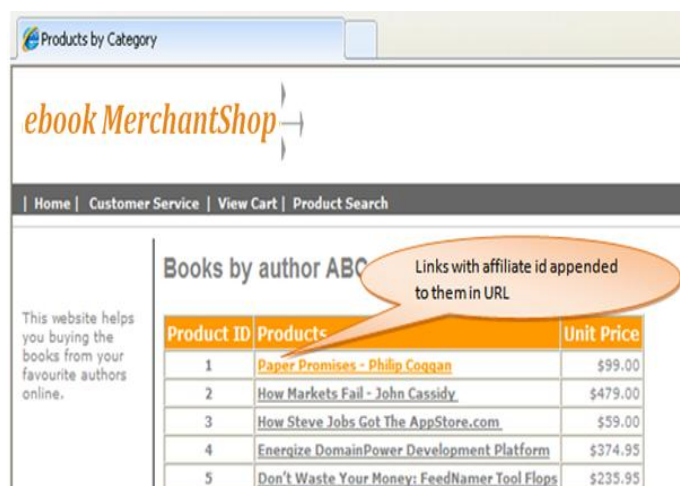 Products by Category
ebook MerchantShop
| Home | Customer Service | View Cart | Product Search
Books by author ABC
Links with affiliate id appended
to them in URL
This website helps
you buying the
books from your
favourite authors
online.
Product ID Products Unit Price
1 Paper Promises - Philip Coggan $99.00
2 How Markets Fail - John Cassidy $479.00
3 How Steve Jobs Got The AppStore.com $59.00
4 Energize DomainPower Development Platform $374.95
5 Don't Waste Your Money: FeedNamer Tool Flops $235.95